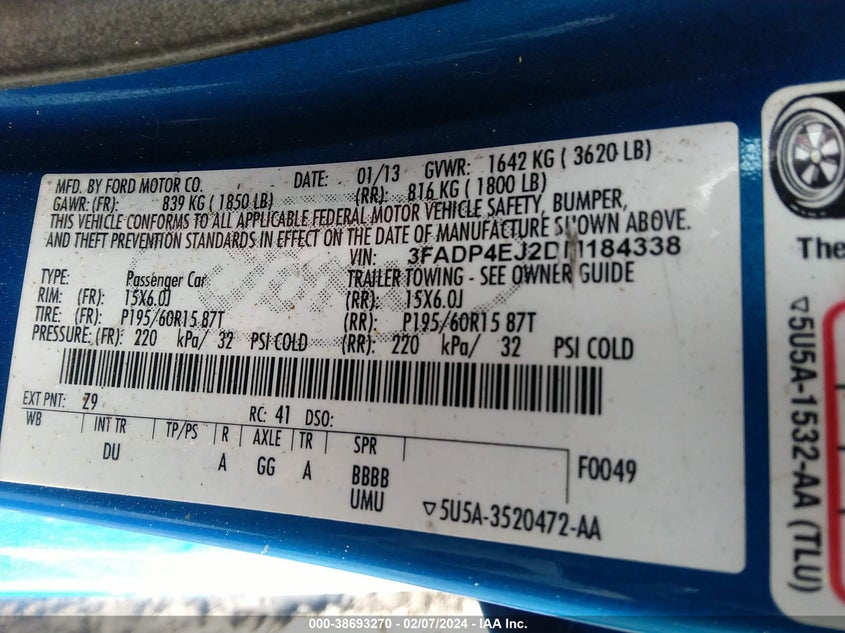 MFD. BY FORD MOTOR CO. DATE: 01/13 GVWR: 1642 KG ( 3620 LB)
GAWR: (FR): 839 KG ( 1850 LB) (RR): 816 KG ( 1800 LB)
THIS VEHICLE CONFORMS TO ALL APPLICABLE FEDERAL MOTOR VEHICLE SAFETY, BUMPER,
AND THEFT PREVENTION STANDARDS IN EFFECT ON THE DATE OF MANUFACTURE SHOWN ABOVE.
VIN:
TYPE: Passenger Car TRAILER TOWING - SEE OWNER GUIDE
RIM: (FR): 15X6.0J (RR): 15X6.0J
TIRE: (FR): P195/60R15 87T (RR): P195/60R15 87T
PRESSURE: (FR): 220 kPa/ 32 PSI COLD (RR): 220 kPa/ 32 PSI COLD
EXT PNT: Z9 RC: 41 DSO:
WB INT TR TP/PS R AXLE TR SPR
DU A GG A BBBB F0049
UMU
5U5A-3520472-AA
The
5U5A-1532-AA (TLU)
000-38693270 - 02/07/2024 - IAA Inc.